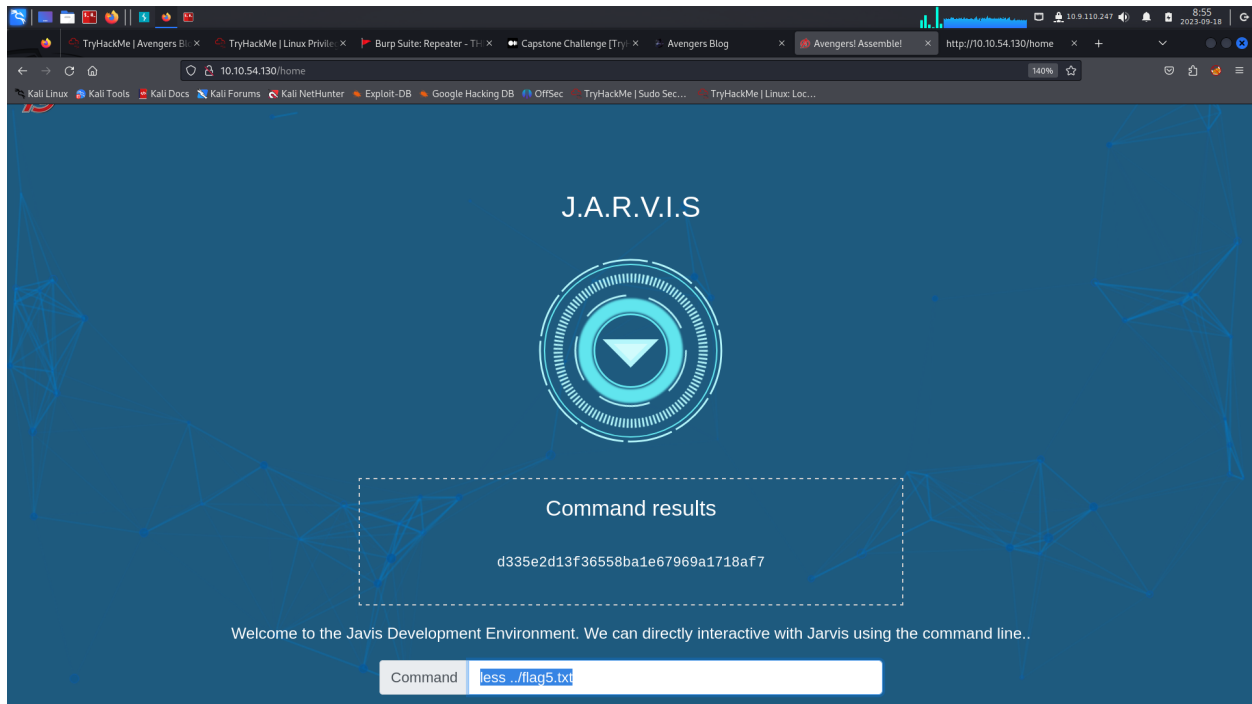 10.9.110.247
8:55
2023-09-18
TryHackMe | Avengers Blo
TryHackMe | Linux Privile
Burp Suite: Repeater - TH
Capstone Challenge [Try
Avengers Blog
Avengers! Assemble!
http://10.10.54.130/home
10.10.54.130/home
140%
Kali Linux
Kali Tools
Kali Docs
Kali Forums
Kali NetHunter
Exploit-DB
Google Hacking DB
OffSec
TryHackMe | Sudo Sec...
TryHackMe | Linux: Loc...
J.A.R.V.I.S
Command results
d335e2d13f36558ba1e67969a1718af7
Welcome to the Javis Development Environment. We can directly interactive with Jarvis using the command line..
Command
less ../flag5.txt